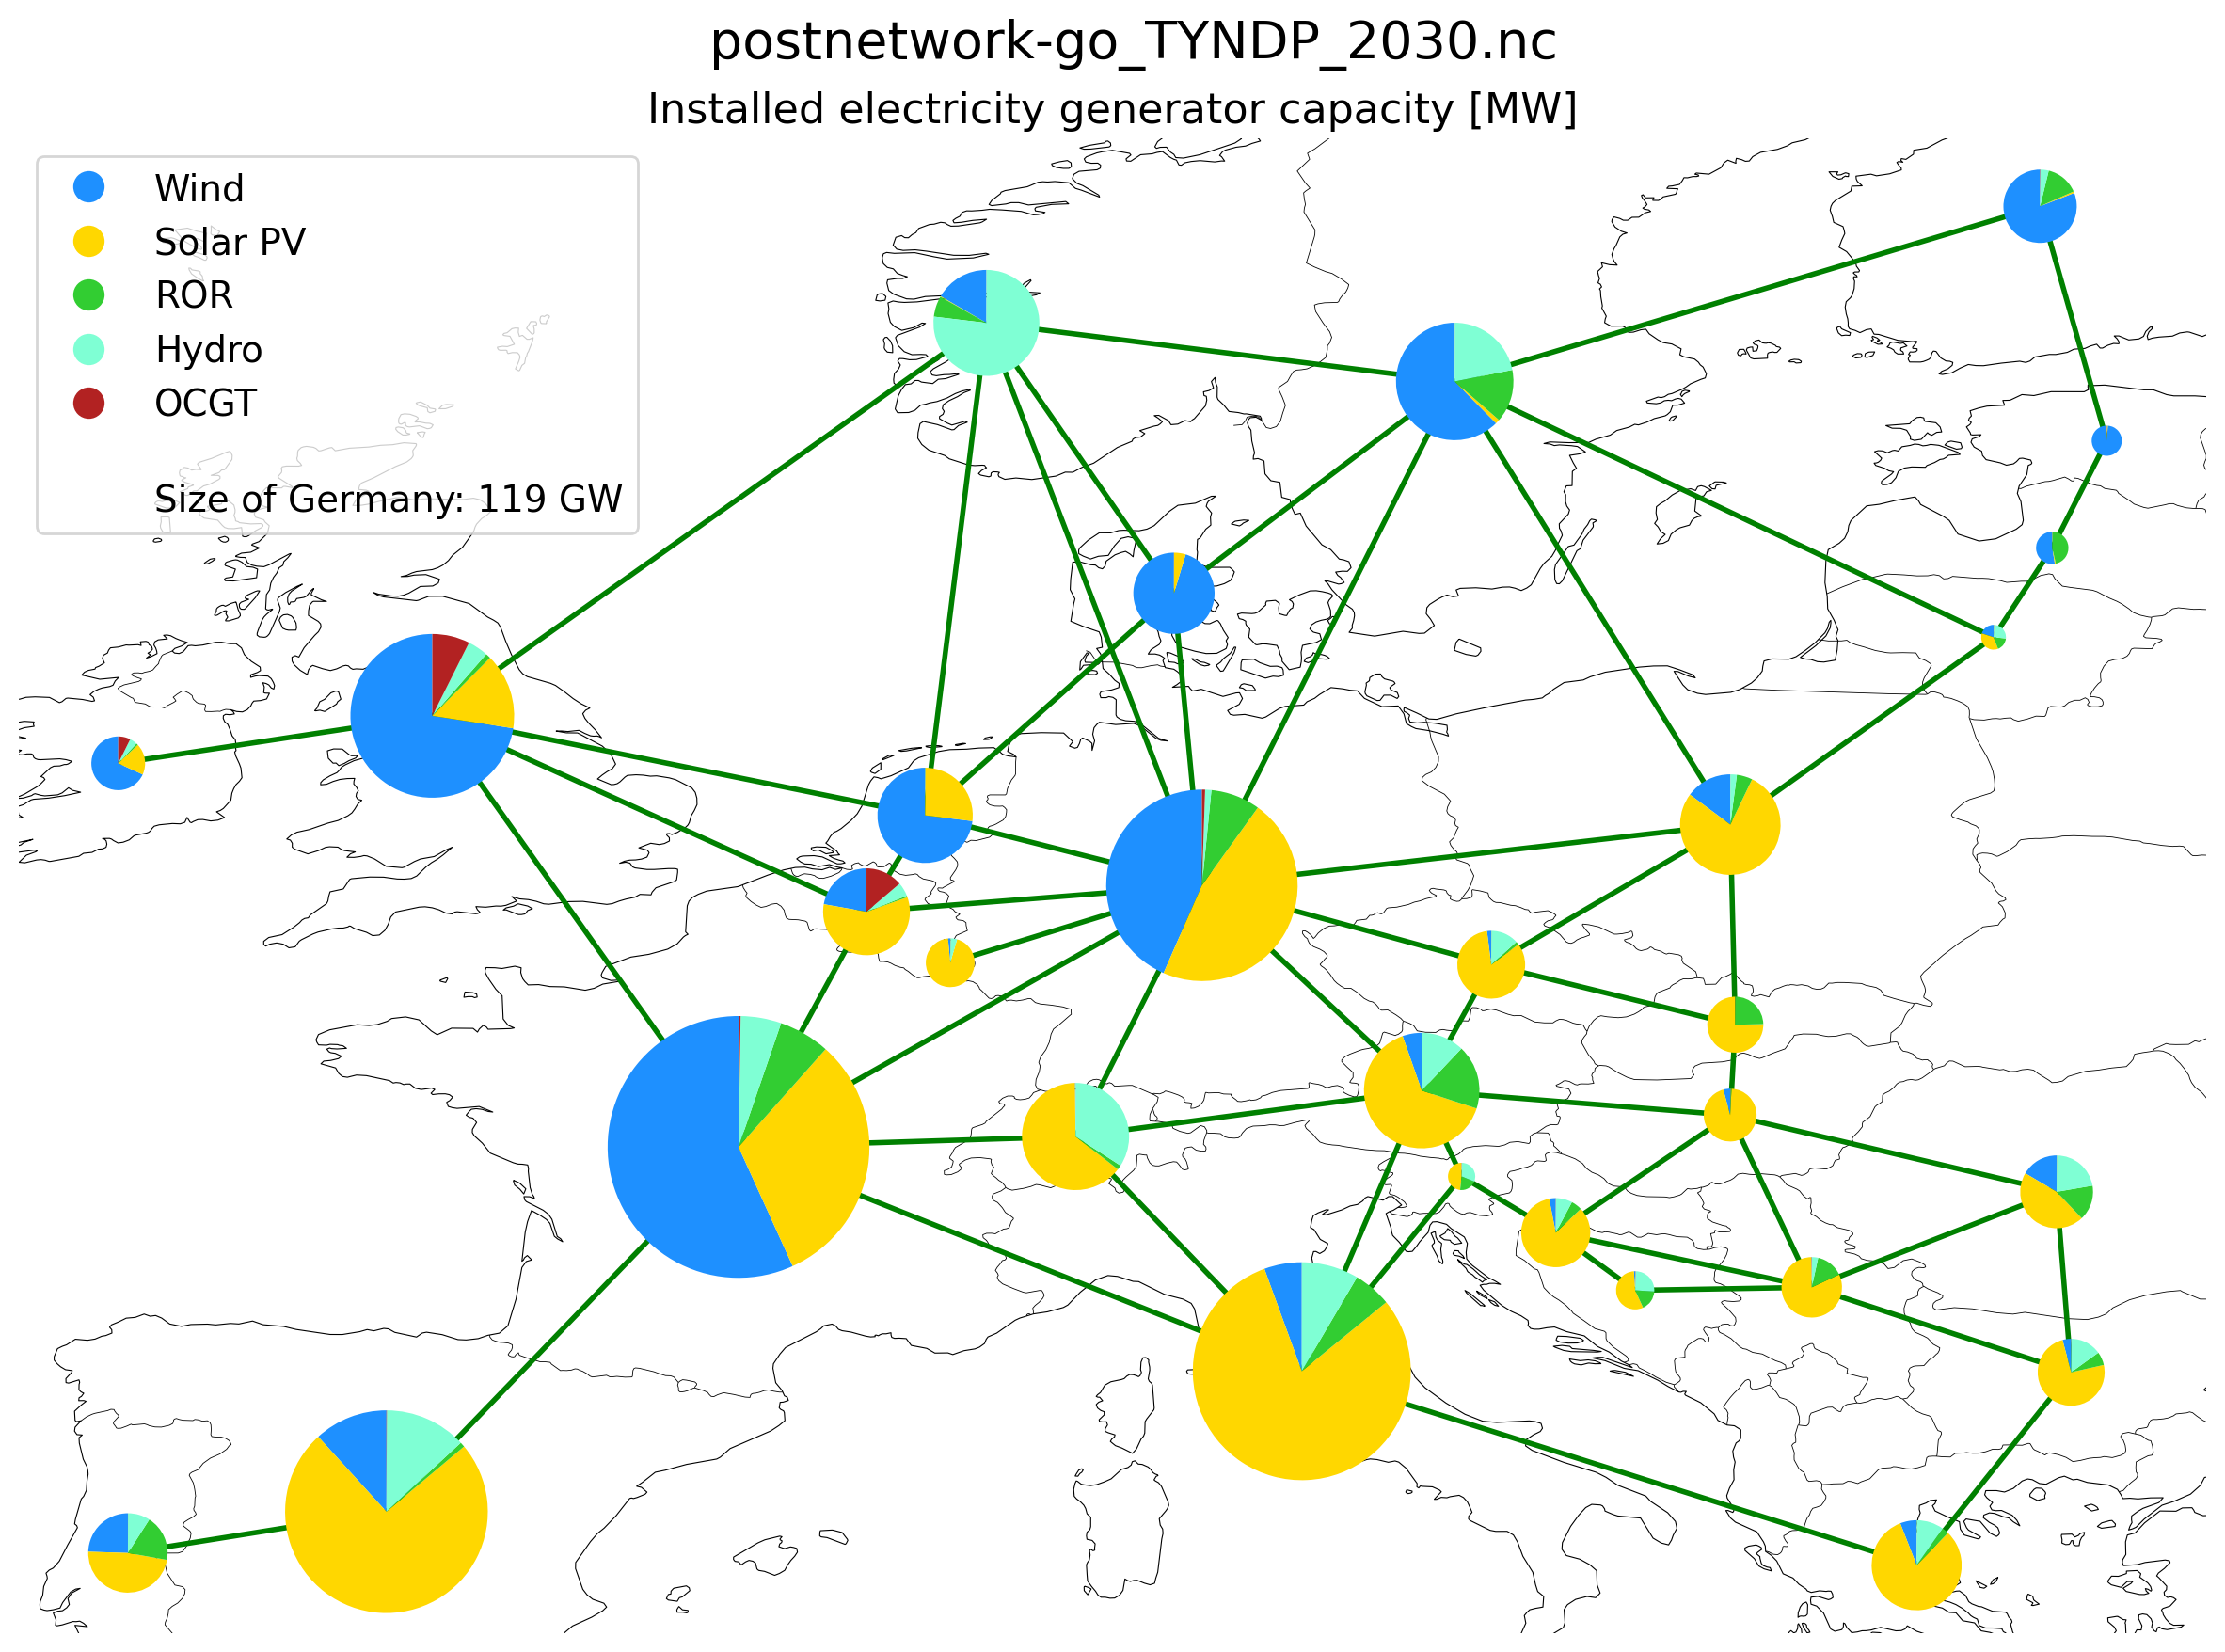 postnetwork-go_TYNDP_2030.nc
Installed electricity generator capacity [MW]
Wind
Solar PV
ROR
Hydro
OCGT
Size of Germany: 119 GW